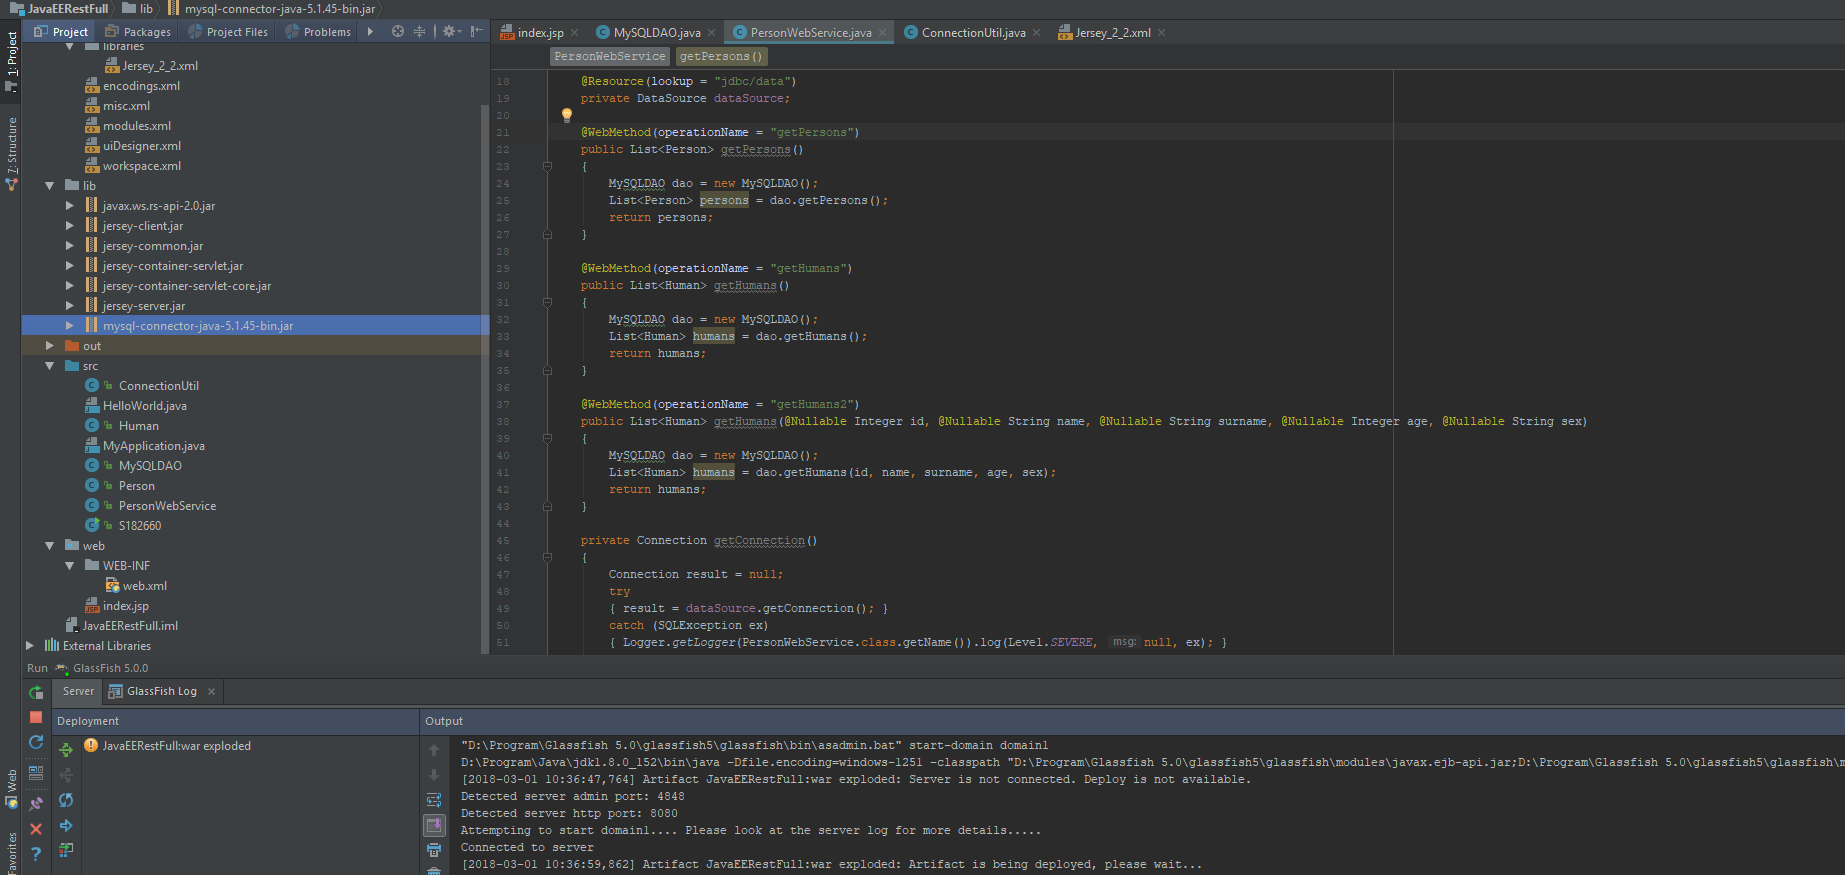 JavaEERestFull lib mysql-connector-java-5.1.45-bin.jar
Project Packages Project Files Problems
index.jsp MySQLDAO.java PersonWebService.java ConnectionUtil.java Jersey_2_2.xml
1: Project
7: Structure
Web
Favorites
libraries
Jersey_2_2.xml
encodings.xml
misc.xml
modules.xml
uiDesigner.xml
workspace.xml
lib
javax.ws.rs-api-2.0.jar
jersey-client.jar
jersey-common.jar
jersey-container-servlet.jar
jersey-container-servlet-core.jar
jersey-server.jar
mysql-connector-java-5.1.45-bin.jar
out
src
ConnectionUtil
HelloWorld.java
Human
MyApplication.java
MySQLDAO
Person
PersonWebService
S182660
web
WEB-INF
web.xml
index.jsp
JavaEERestFull.iml
External Libraries
PersonWebService getPersons()
18 @Resource(lookup = "jdbc/data")
19 private DataSource dataSource;
20
21 @WebMethod(operationName = "getPersons")
22 public List<Person> getPersons()
23 {
24 MySQLDAO dao = new MySQLDAO();
25 List<Person> persons = dao.getPersons();
26 return persons;
27 }
28
29 @WebMethod(operationName = "getHumans")
30 public List<Human> getHumans()
31 {
32 MySQLDAO dao = new MySQLDAO();
33 List<Human> humans = dao.getHumans();
34 return humans;
35 }
36
37 @WebMethod(operationName = "getHumans2")
38 public List<Human> getHumans(@Nullable Integer id, @Nullable String name, @Nullable String surname, @Nullable Integer age, @Nullable String sex)
39 {
40 MySQLDAO dao = new MySQLDAO();
41 List<Human> humans = dao.getHumans(id, name, surname, age, sex);
42 return humans;
43 }
44
45 private Connection getConnection()
46 {
47 Connection result = null;
48 try
49 { result = dataSource.getConnection(); }
50 catch (SQLException ex)
51 { Logger.getLogger(PersonWebService.class.getName()).log(Level.SEVERE, msg: null, ex); }
Run GlassFish 5.0.0
Server GlassFish Log
Deployment
JavaEERestFull:war exploded
Output
"D:\Program\Glassfish 5.0\glassfish5\glassfish\bin\asadmin.bat" start-domain domain1
D:\Program\Java\jdk1.8.0_152\bin\java -Dfile.encoding=windows-1251 -classpath "D:\Program\Glassfish 5.0\glassfish5\glassfish\modules\javax.ejb-api.jar;D:\Program\Glassfish 5.0\glassfish5\glassfish\m
[2018-03-01 10:36:47,764] Artifact JavaEERestFull:war exploded: Server is not connected. Deploy is not available.
Detected server admin port: 4848
Detected server http port: 8080
Attempting to start domain1.... Please look at the server log for more details.....
Connected to server
[2018-03-01 10:36:59,862] Artifact JavaEERestFull:war exploded: Artifact is being deployed, please wait...